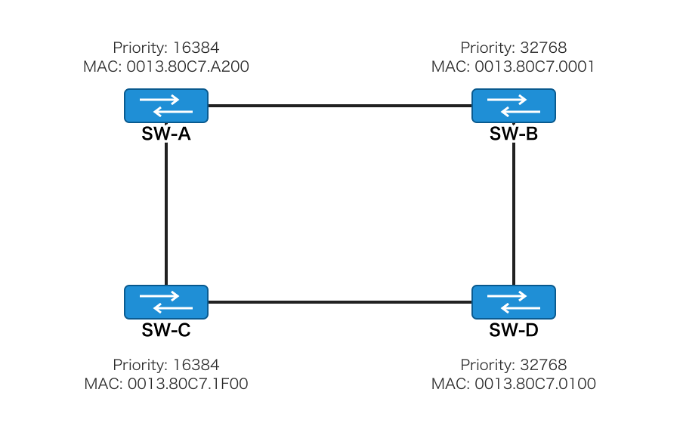 Priority: 16384
MAC: 0013.80C7.A200
SW-A
Priority: 32768
MAC: 0013.80C7.0001
SW-B
SW-C
Priority: 16384
MAC: 0013.80C7.1F00
SW-D
Priority: 32768
MAC: 0013.80C7.0100